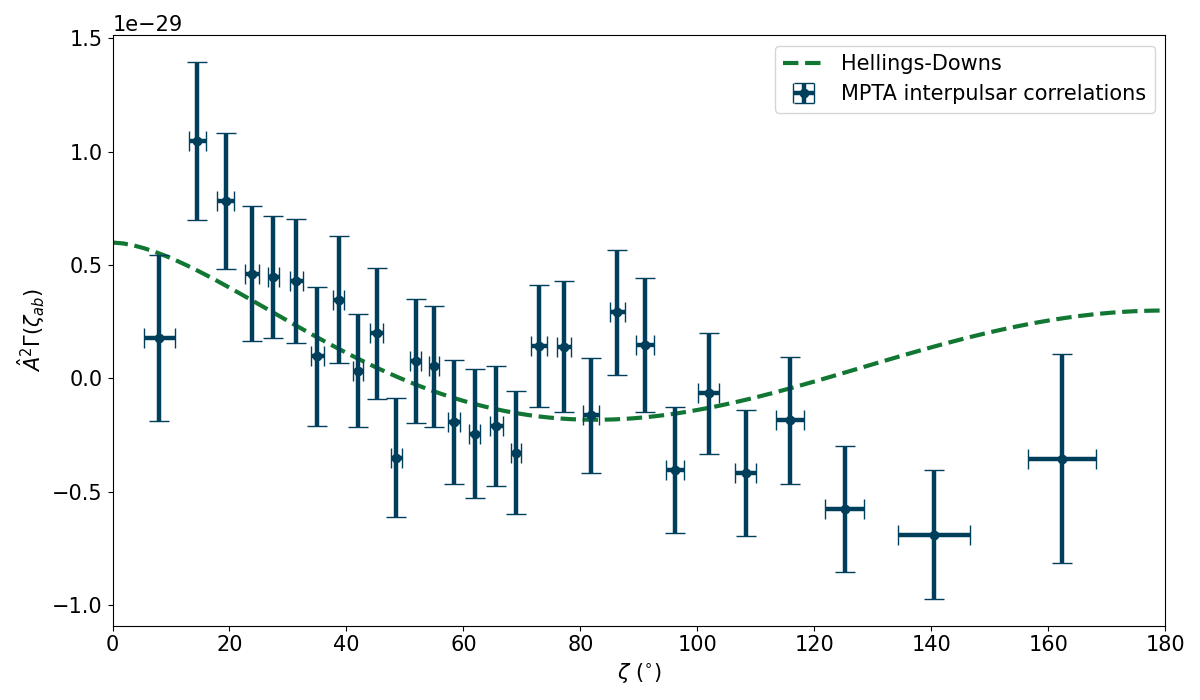 1e−29
1.5
1.0
0.5
0.0
−0.5
−1.0
Â²Γ(ζab)
Hellings-Downs
MPTA interpulsar correlations
0 20 40 60 80 100 120 140 160 180
ζ (°)